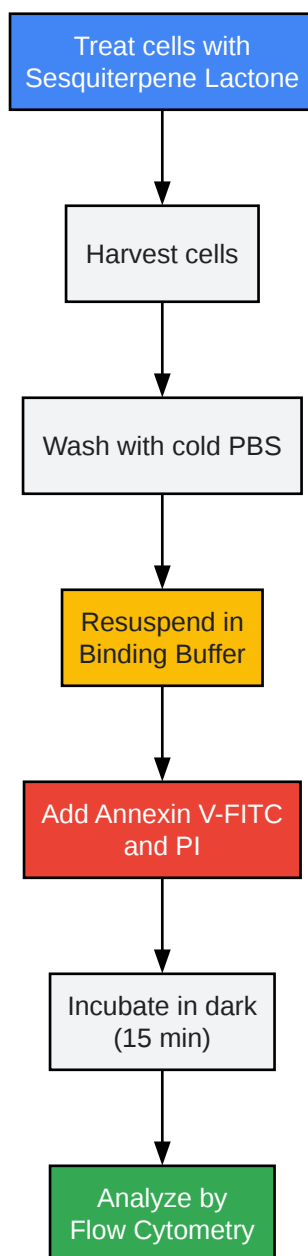 Treat cells with
Sesquiterpene Lactone
Harvest cells
Wash with cold PBS
Resuspend in
Binding Buffer
Add Annexin V-FITC
and PI
Incubate in dark
(15 min)
Analyze by
Flow Cytometry